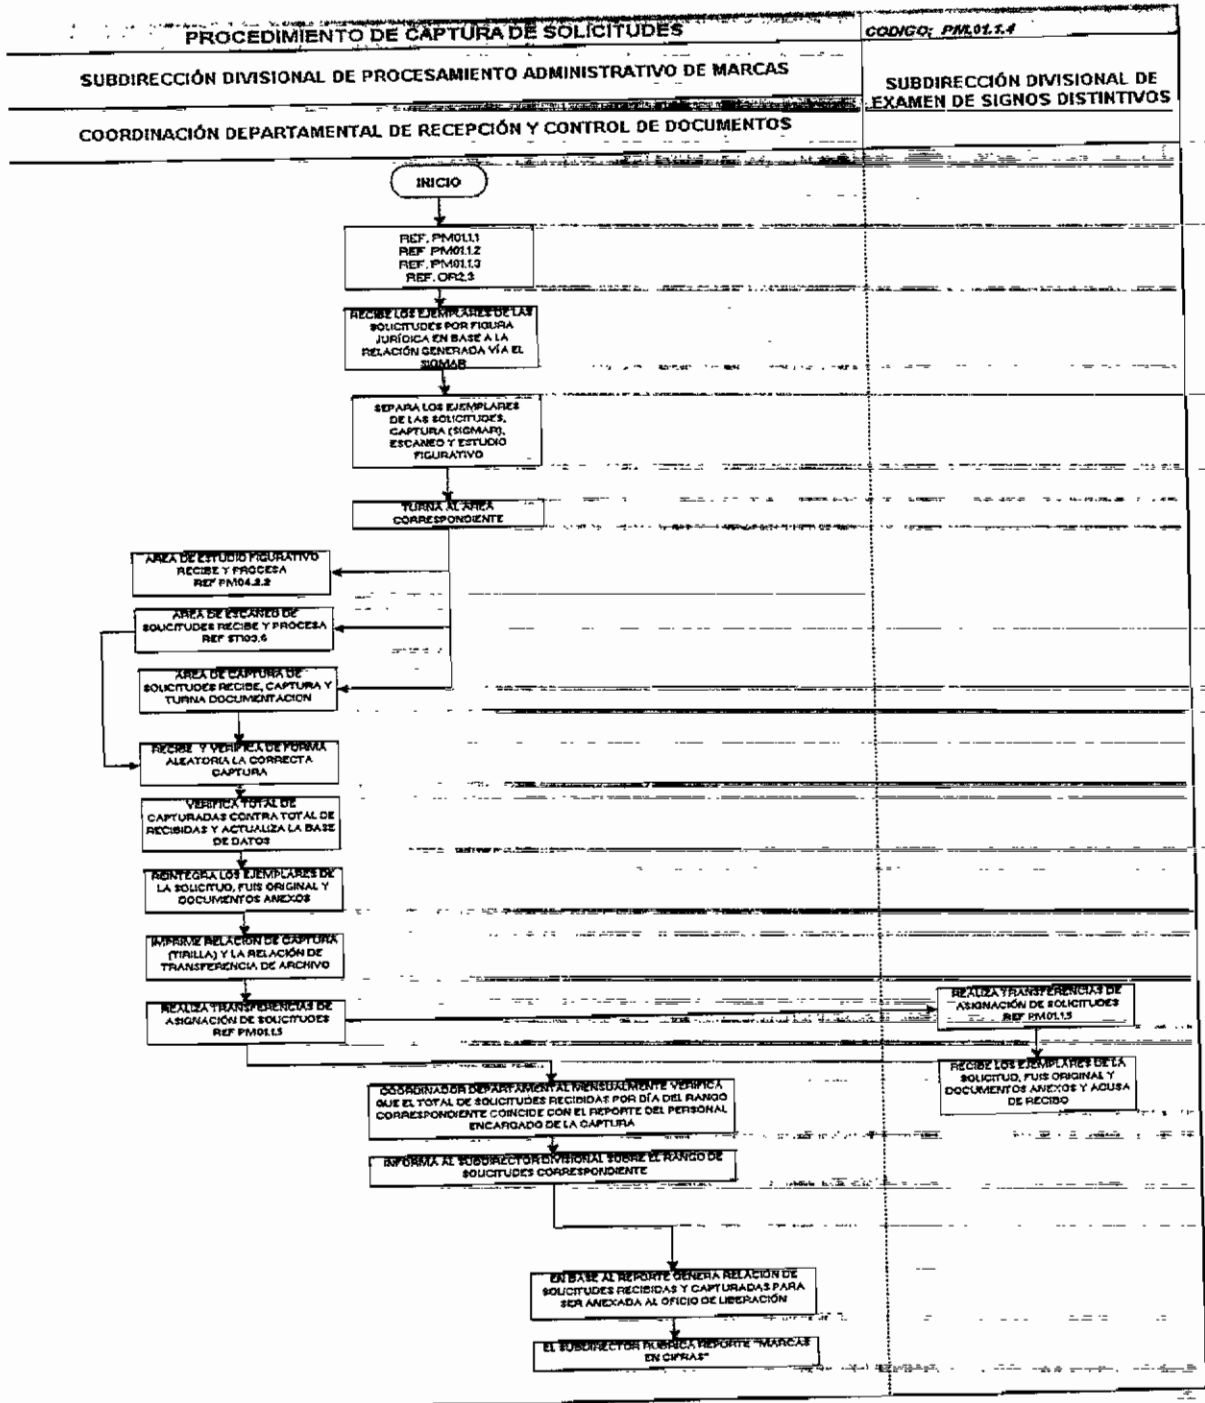 PROCEDIMIENTO DE CAPTURA DE SOLICITUDES
CODIGO: PM.01.1.4
SUBDIRECCIÓN DIVISIONAL DE PROCESAMIENTO ADMINISTRATIVO DE MARCAS
SUBDIRECCIÓN DIVISIONAL DE
EXAMEN DE SIGNOS DISTINTIVOS
COORDINACIÓN DEPARTAMENTAL DE RECEPCIÓN Y CONTROL DE DOCUMENTOS
INICIO
REF. PM01.1.1
REF. PM01.1.2
REF. PM01.1.3
REF. OR2.3
RECIBE LOS EJEMPLARES DE LAS
SOLICITUDES POR FIGURA
JURÍDICA EN BASE A LA
RELACIÓN GENERADA VÍA EL
SIGMAR
SEPARA LOS EJEMPLARES
DE LAS SOLICITUDES,
CAPTURA (SIGMAR),
ESCANEO Y ESTUDIO
FIGURATIVO
TURNA AL AREA
CORRESPONDIENTE
AREA DE ESTUDIO FIGURATIVO
RECIBE Y PROCESA
REF PM04.2.2
AREA DE ESCANEO DE
SOLICITUDES RECIBE Y PROCESA
REF ST103.6
AREA DE CAPTURA DE
SOLICITUDES RECIBE, CAPTURA Y
TURNA DOCUMENTACION
RECIBE Y VERIFICA DE FORMA
ALEATORIA LA CORRECTA
CAPTURA
VERIFICA TOTAL DE
CAPTURADAS CONTRA TOTAL DE
RECIBIDAS Y ACTUALIZA LA BASE
DE DATOS
REINTEGRA LOS EJEMPLARES DE
LA SOLICITUD, FUIS ORIGINAL Y
DOCUMENTOS ANEXOS
IMPRIME RELACIÓN DE CAPTURA
(TIRILLA) Y LA RELACIÓN DE
TRANSFERENCIA DE ARCHIVO
REALIZA TRANSFERENCIAS DE
ASIGNACIÓN DE SOLICITUDES
REF PM01.1.5
REALIZA TRANSFERENCIAS DE
ASIGNACIÓN DE SOLICITUDES
REF PM01.1.5
RECIBE LOS EJEMPLARES DE LA
SOLICITUD, FUIS ORIGINAL Y
DOCUMENTOS ANEXOS Y ACUSA
DE RECIBO
COORDINADOR DEPARTAMENTAL MENSUALMENTE VERIFICA
QUE EL TOTAL DE SOLICITUDES RECIBIDAS POR DÍA DEL RANGO
CORRESPONDIENTE COINCIDE CON EL REPORTE DEL PERSONAL
ENCARGADO DE LA CAPTURA
INFORMA AL SUBDIRECTOR DIVISIONAL SOBRE EL RANGO DE
SOLICITUDES CORRESPONDIENTE
EN BASE AL REPORTE GENERA RELACIÓN DE
SOLICITUDES RECIBIDAS Y CAPTURADAS PARA
SER ANEXADA AL OFICIO DE LIBERACIÓN
EL SUBDIRECTOR RUBRICA REPORTE "MARCAS
EN CIFRAS"